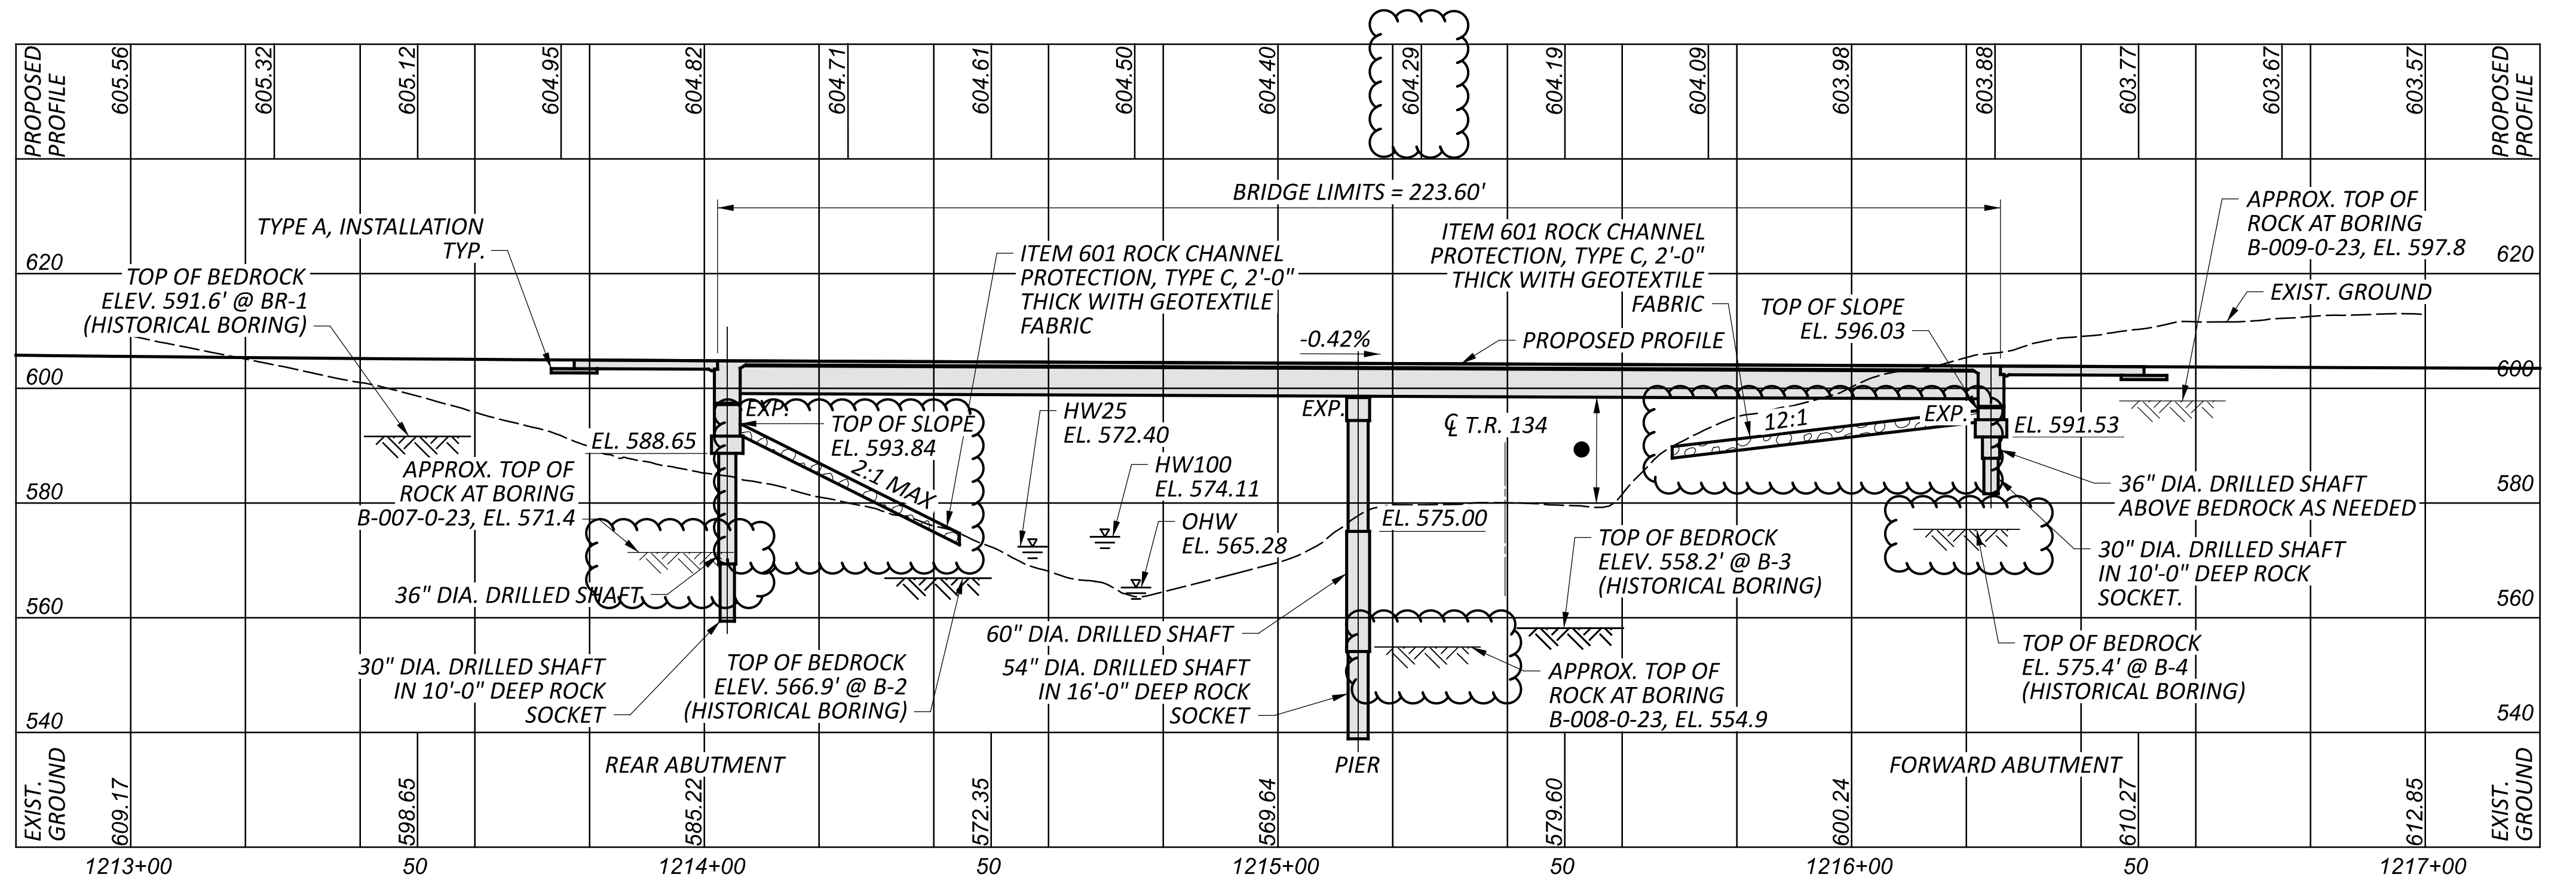 PROPOSED
PROFILE
605.56
605.32
605.12
604.95
604.82
604.71
604.61
604.50
604.40
604.29
604.19
604.09
603.98
603.88
603.77
603.67
603.57
PROPOSED
PROFILE
BRIDGE LIMITS = 223.60'
TYPE A, INSTALLATION
TYP.
TOP OF BEDROCK
ELEV. 591.6' @ BR-1
(HISTORICAL BORING)
ITEM 601 ROCK CHANNEL
PROTECTION, TYPE C, 2'-0"
THICK WITH GEOTEXTILE
FABRIC
ITEM 601 ROCK CHANNEL
PROTECTION, TYPE C, 2'-0"
THICK WITH GEOTEXTILE
FABRIC
TOP OF SLOPE
EL. 596.03
APPROX. TOP OF
ROCK AT BORING
B-009-0-23, EL. 597.8
EXIST. GROUND
620
620
-0.42%
PROPOSED PROFILE
600
600
EXP.
TOP OF SLOPE
EL. 593.84
2:1 MAX
HW25
EL. 572.40
HW100
EL. 574.11
OHW
EL. 565.28
EXP.
℄ T.R. 134
12:1
EXP.
EL. 591.53
EL. 588.65
APPROX. TOP OF
ROCK AT BORING
B-007-0-23, EL. 571.4
580
580
EL. 575.00
36" DIA. DRILLED SHAFT
ABOVE BEDROCK AS NEEDED
TOP OF BEDROCK
ELEV. 558.2' @ B-3
(HISTORICAL BORING)
30" DIA. DRILLED SHAFT
IN 10'-0" DEEP ROCK
SOCKET.
36" DIA. DRILLED SHAFT
560
560
60" DIA. DRILLED SHAFT
30" DIA. DRILLED SHAFT
IN 10'-0" DEEP ROCK
SOCKET
TOP OF BEDROCK
ELEV. 566.9' @ B-2
(HISTORICAL BORING)
54" DIA. DRILLED SHAFT
IN 16'-0" DEEP ROCK
SOCKET
APPROX. TOP OF
ROCK AT BORING
B-008-0-23, EL. 554.9
TOP OF BEDROCK
EL. 575.4' @ B-4
(HISTORICAL BORING)
540
540
REAR ABUTMENT
PIER
FORWARD ABUTMENT
EXIST.
GROUND
609.17
598.65
585.22
572.35
569.64
579.60
600.24
610.27
612.85
EXIST.
GROUND
1213+00
50
1214+00
50
1215+00
50
1216+00
50
1217+00